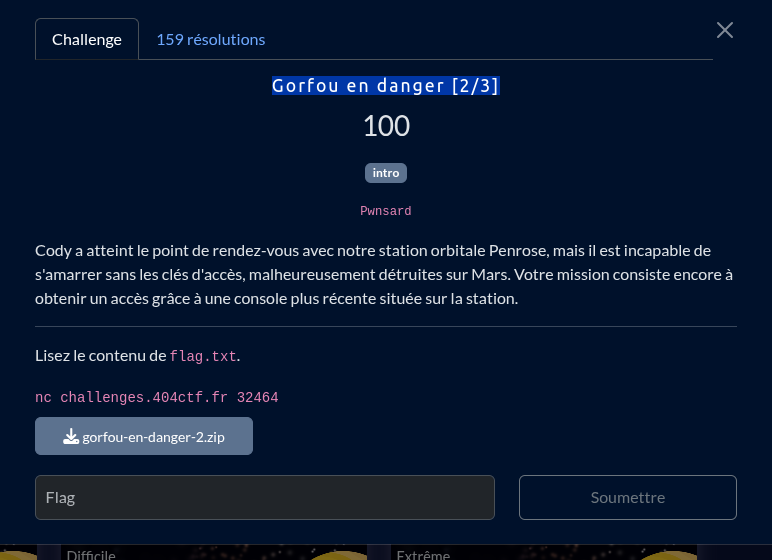 Challenge
159 résolutions
Gorfou en danger [2/3]
100
intro
Pwnsard
Cody a atteint le point de rendez-vous avec notre station orbitale Penrose, mais il est incapable de
s'amarrer sans les clés d'accès, malheureusement détruites sur Mars. Votre mission consiste encore à
obtenir un accès grâce à une console plus récente située sur la station.
Lisez le contenu de flag.txt.
nc challenges.404ctf.fr 32464
gorfou-en-danger-2.zip
Flag
Soumettre
Difficile
Extrême